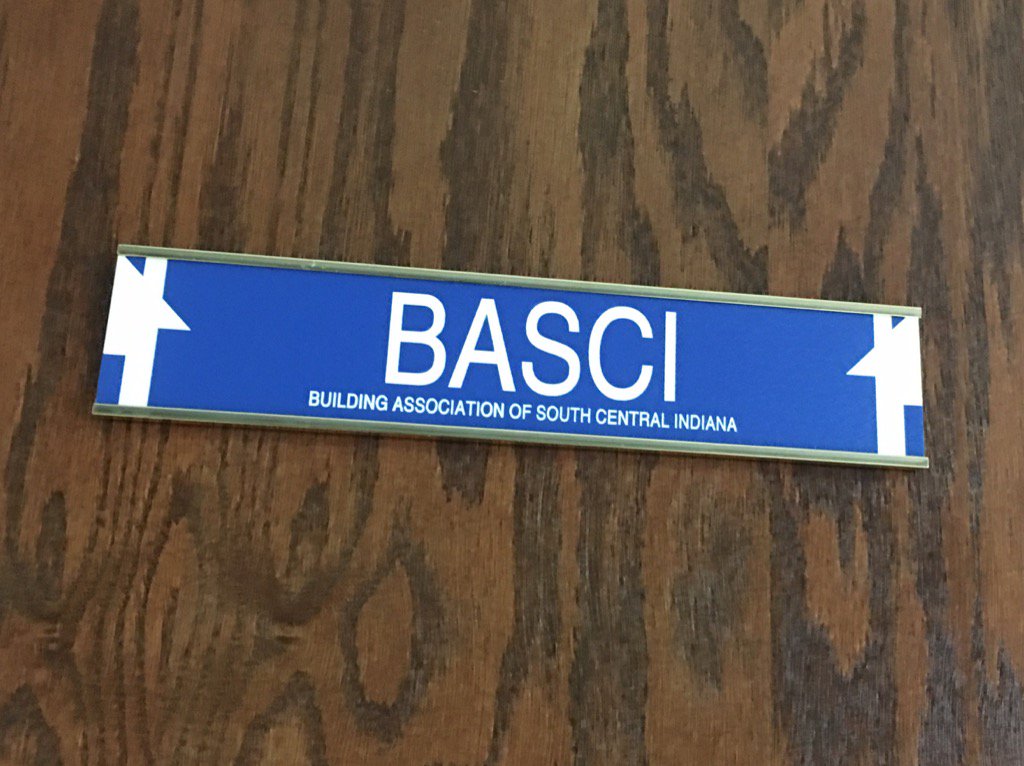 BASCI
BUILDING ASSOCIATION OF SOUTH CENTRAL INDIANA